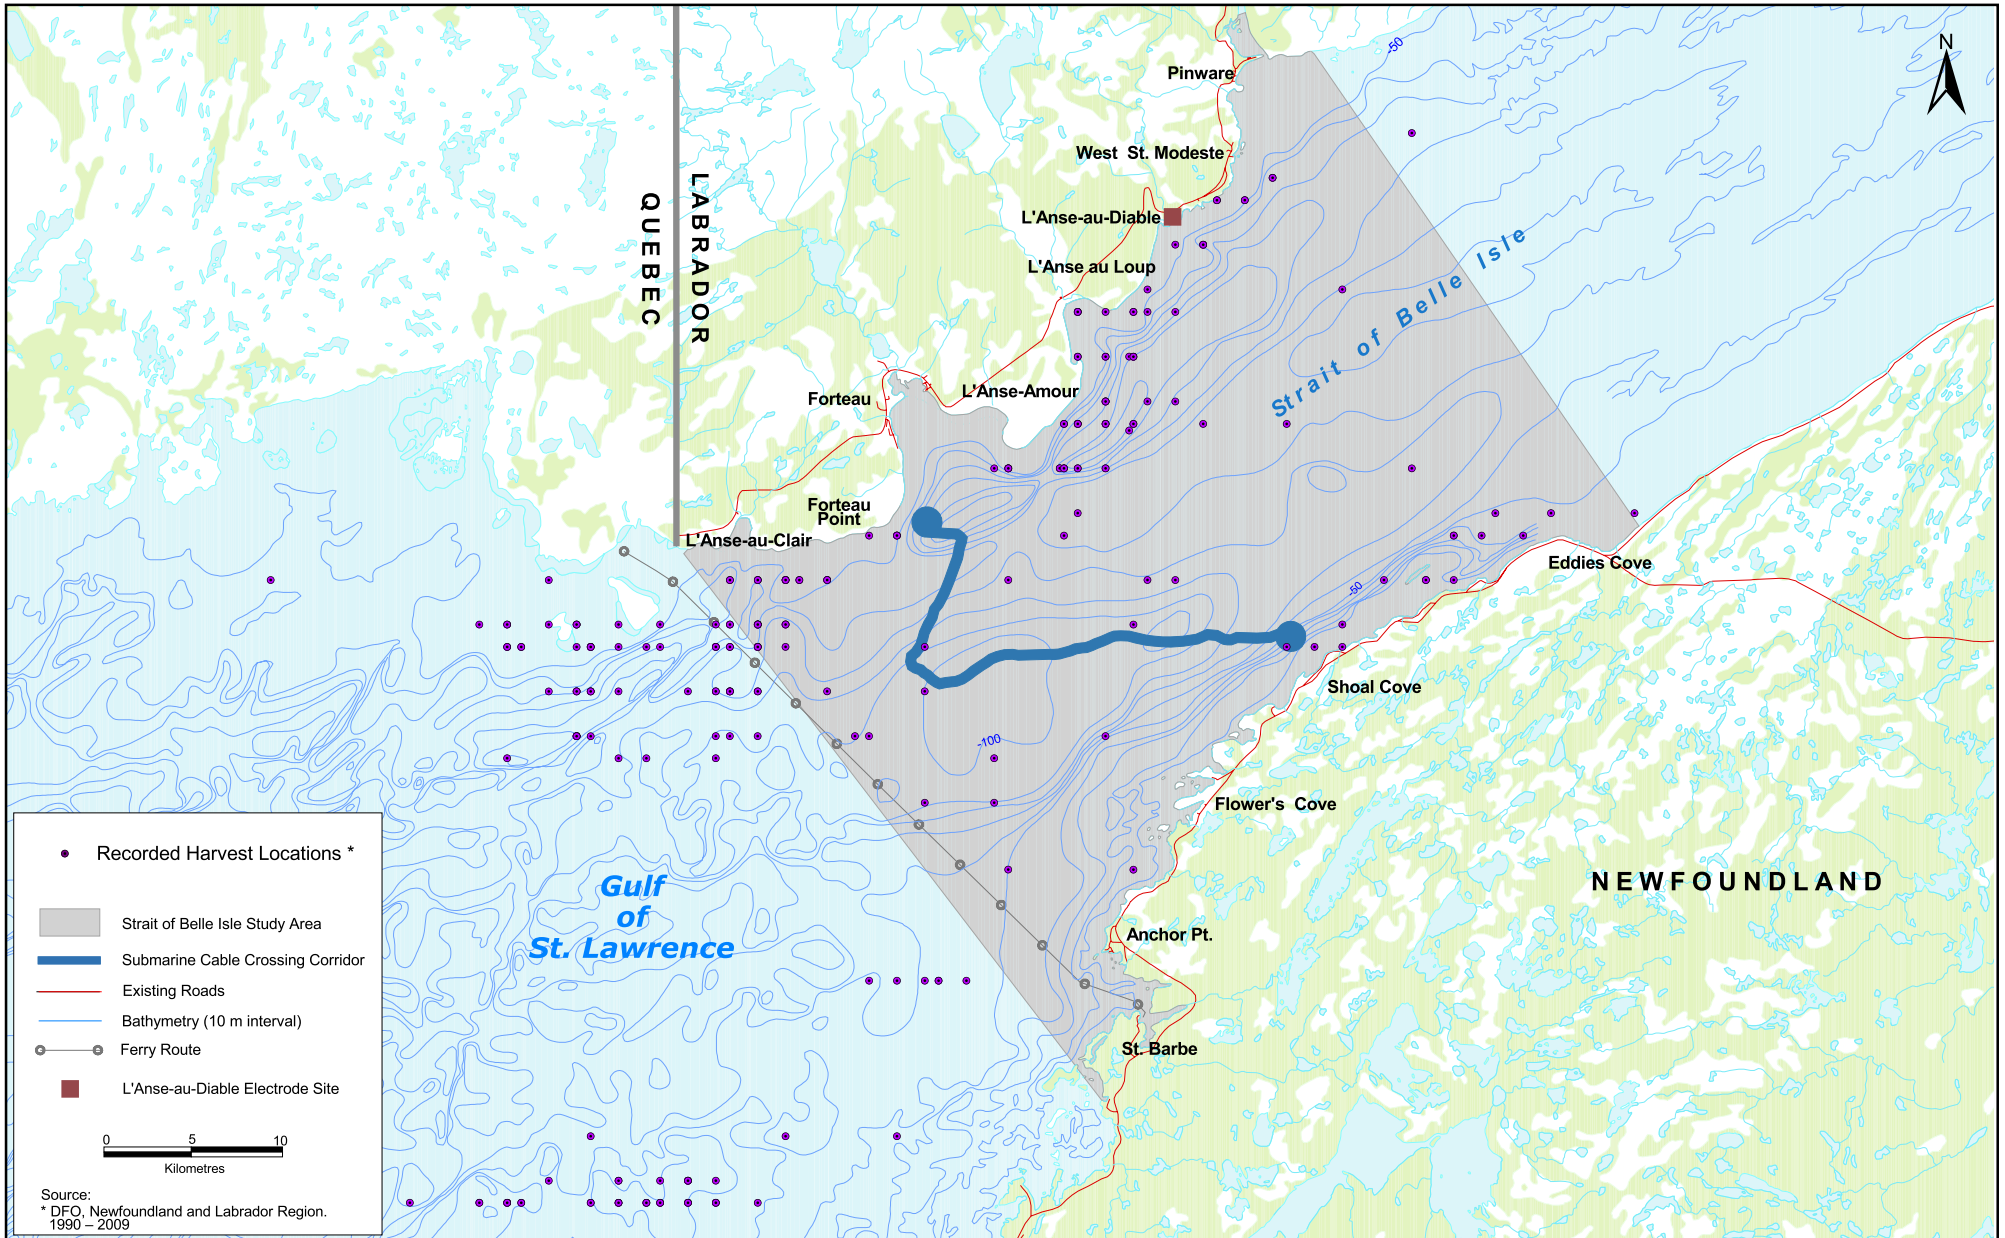 N
-50
Pinware
West St. Modeste
L'Anse-au-Diable
L'Anse au Loup
QUEBEC
LABRADOR
Strait of Belle Isle
L'Anse-Amour
Forteau
Forteau
Point
L'Anse-au-Clair
Eddies Cove
-50
Shoal Cove
-100
Flower's Cove
NEWFOUNDLAND
Gulf
of
St. Lawrence
Anchor Pt.
St. Barbe
Recorded Harvest Locations *
Strait of Belle Isle Study Area
Submarine Cable Crossing Corridor
Existing Roads
Bathymetry (10 m interval)
Ferry Route
L'Anse-au-Diable Electrode Site
0 5 10
Kilometres
Source:
* DFO, Newfoundland and Labrador Region.
1990 – 2009